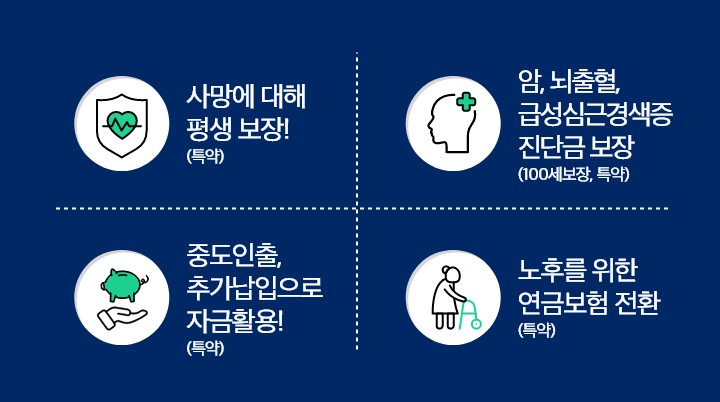 사망에 대해
평생 보장!
(특약)
암, 뇌출혈,
급성심근경색증
진단금 보장
(100세보장, 특약)
중도인출,
추가납입으로
자금활용!
(특약)
노후를 위한
연금보험 전환
(특약)